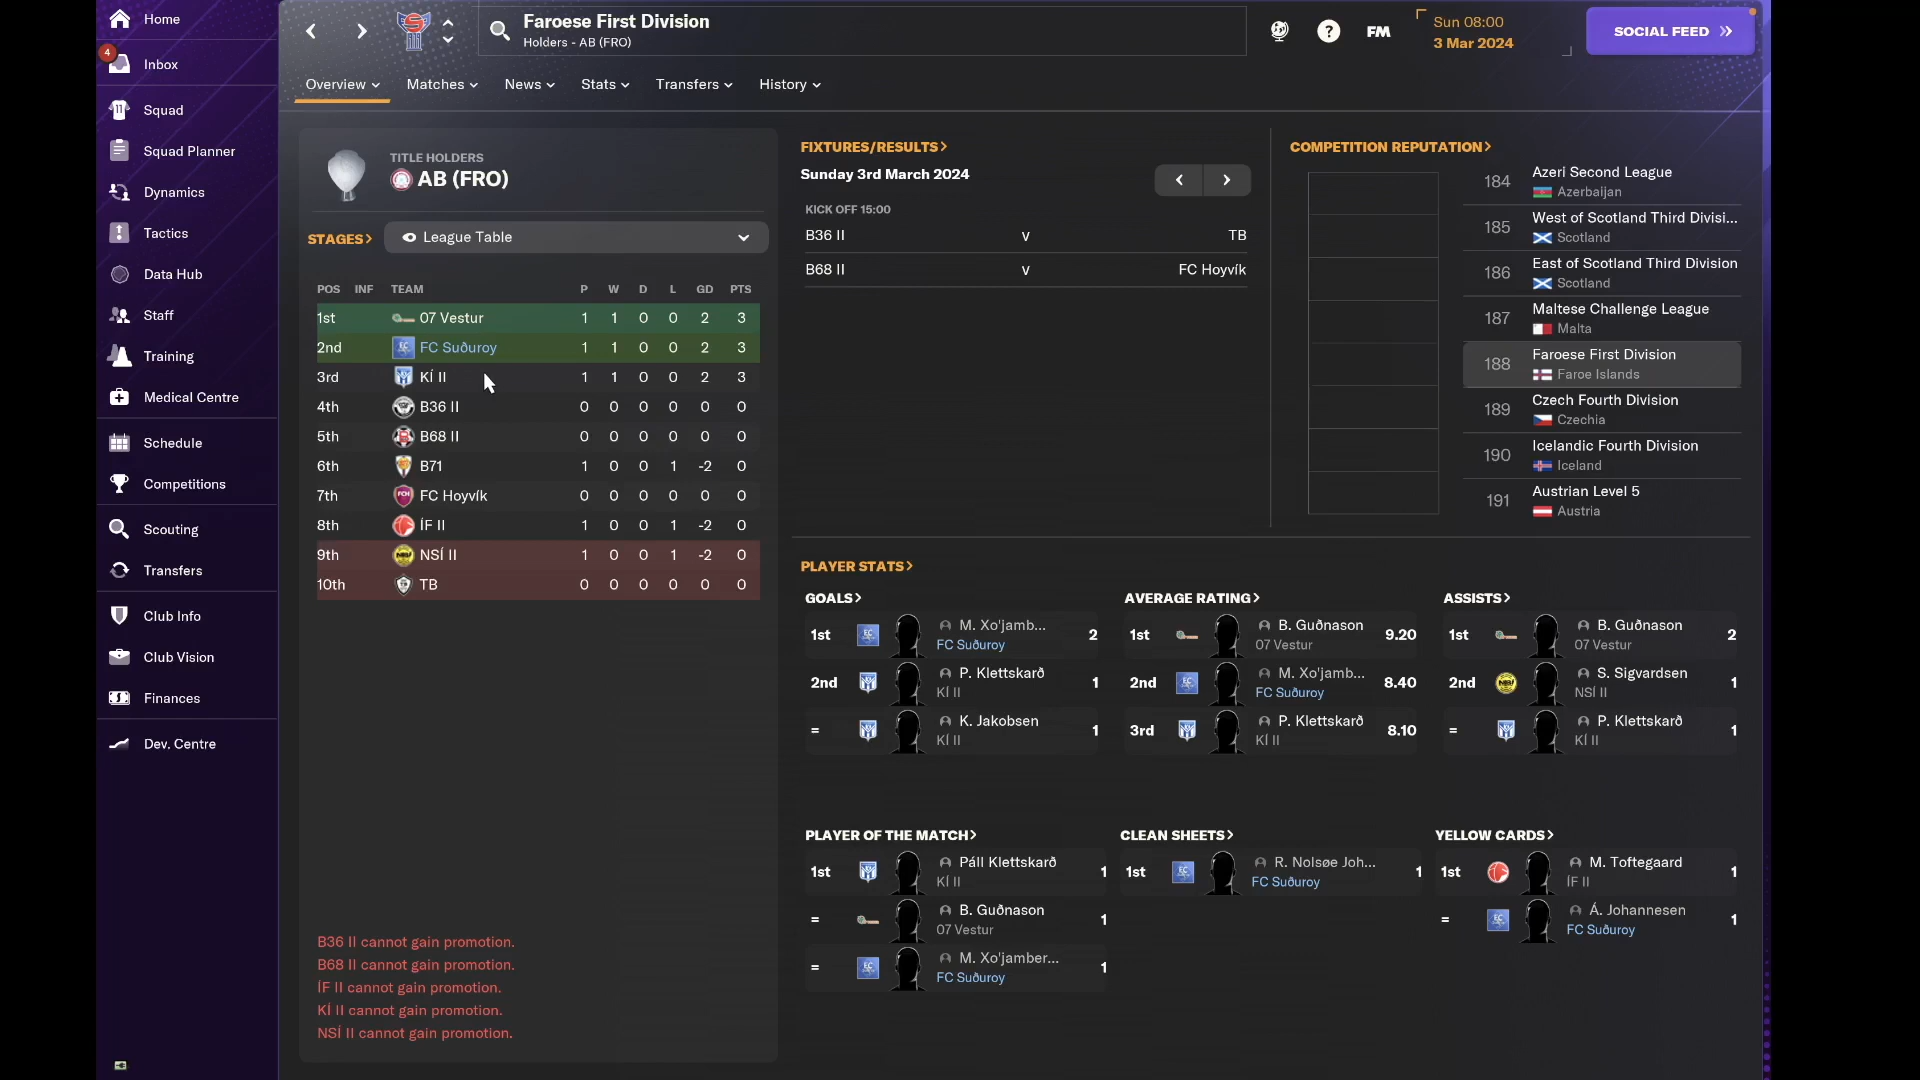 Home
4
Inbox
Squad
Squad Planner
Dynamics
Tactics
Data Hub
Staff
Training
Medical Centre
Schedule
Competitions
Scouting
Transfers
Club Info
Club Vision
Finances
Dev. Centre
Faroese First Division
Holders - AB (FRO)
?
FM
Sun 08:00
3 Mar 2024
SOCIAL FEED
Overview
Matches
News
Stats
Transfers
History
TITLE HOLDERS
AB (FRO)
STAGES>
League Table
POS INF TEAM P W D L GD PTS
1st 07 Vestur 1 1 0 0 2 3
2nd FC Suðuroy 1 1 0 0 2 3
3rd KÍ II 1 1 0 0 2 3
4th B36 II 0 0 0 0 0 0
5th B68 II 0 0 0 0 0 0
6th B71 1 0 0 1 -2 0
7th FC Hoyvík 0 0 0 0 0 0
8th ÍF II 1 0 0 1 -2 0
9th NSÍ II 1 0 0 1 -2 0
10th TB 0 0 0 0 0 0
B36 II cannot gain promotion.
B68 II cannot gain promotion.
ÍF II cannot gain promotion.
KÍ II cannot gain promotion.
NSÍ II cannot gain promotion.
FIXTURES/RESULTS>
Sunday 3rd March 2024
KICK OFF 15:00
B36 II v TB
B68 II v FC Hoyvík
COMPETITION REPUTATION>
184 Azeri Second League
Azerbaijan
185 West of Scotland Third Divisi...
Scotland
186 East of Scotland Third Division
Scotland
187 Maltese Challenge League
Malta
188 Faroese First Division
Faroe Islands
189 Czech Fourth Division
Czechia
190 Icelandic Fourth Division
Iceland
191 Austrian Level 5
Austria
PLAYER STATS>
GOALS>
1st M. Xo'jamb... 2
FC Suðuroy
2nd P. Klettskarð 1
KÍ II
= K. Jakobsen 1
KÍ II
AVERAGE RATING>
1st B. Guðnason 9.20
07 Vestur
2nd M. Xo'jamb... 8.40
FC Suðuroy
3rd P. Klettskarð 8.10
KÍ II
ASSISTS>
1st B. Guðnason 2
07 Vestur
2nd S. Sigvardsen 1
NSÍ II
= P. Klettskarð 1
KÍ II
PLAYER OF THE MATCH>
1st Páll Klettskarð 1
KÍ II
= B. Guðnason 1
07 Vestur
= M. Xo'jamber... 1
FC Suðuroy
CLEAN SHEETS>
1st R. Nolsøe Joh... 1
FC Suðuroy
YELLOW CARDS>
1st M. Toftegaard 1
ÍF II
= Á. Johannesen 1
FC Suðuroy